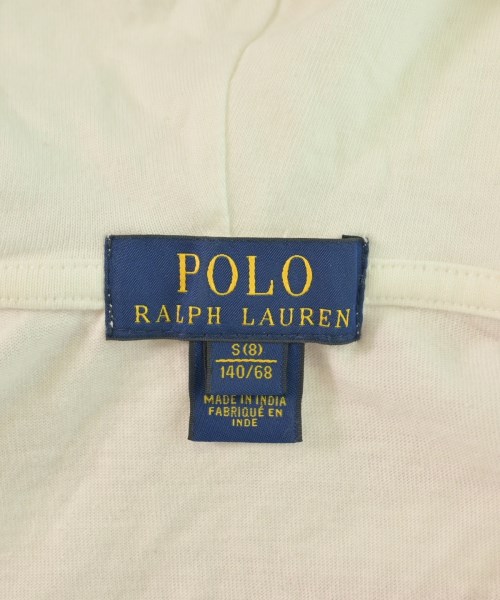 POLO
RALPH LAUREN
S(8)
140/68
MADE IN INDIA
FABRIQUÉ EN
INDE